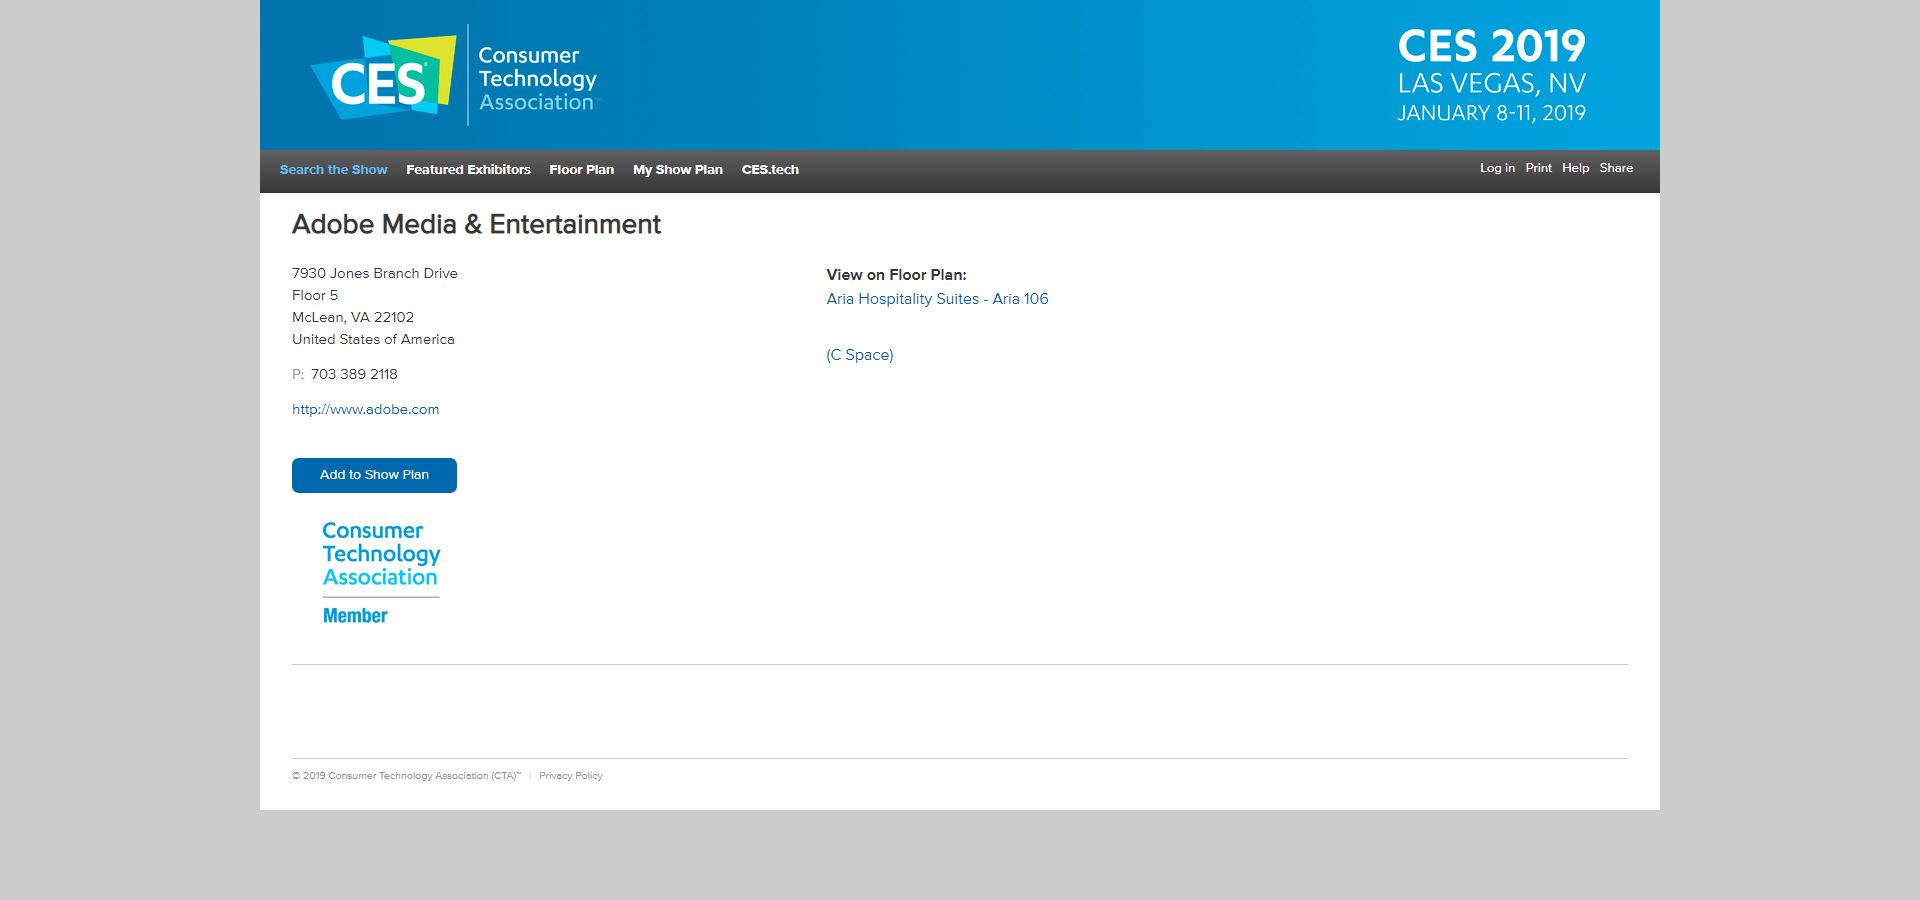 CES®
Consumer
Technology
Association™
CES 2019
LAS VEGAS, NV
JANUARY 8-11, 2019
Search the Show Featured Exhibitors Floor Plan My Show Plan CES.tech
Log in Print Help Share
Adobe Media & Entertainment
7930 Jones Branch Drive
Floor 5
McLean, VA 22102
United States of America
P: 703 389 2118
http://www.adobe.com
View on Floor Plan:
Aria Hospitality Suites - Aria 106
(C Space)
Add to Show Plan
Consumer
Technology
Association
Member
© 2019 Consumer Technology Association (CTA)™ | Privacy Policy